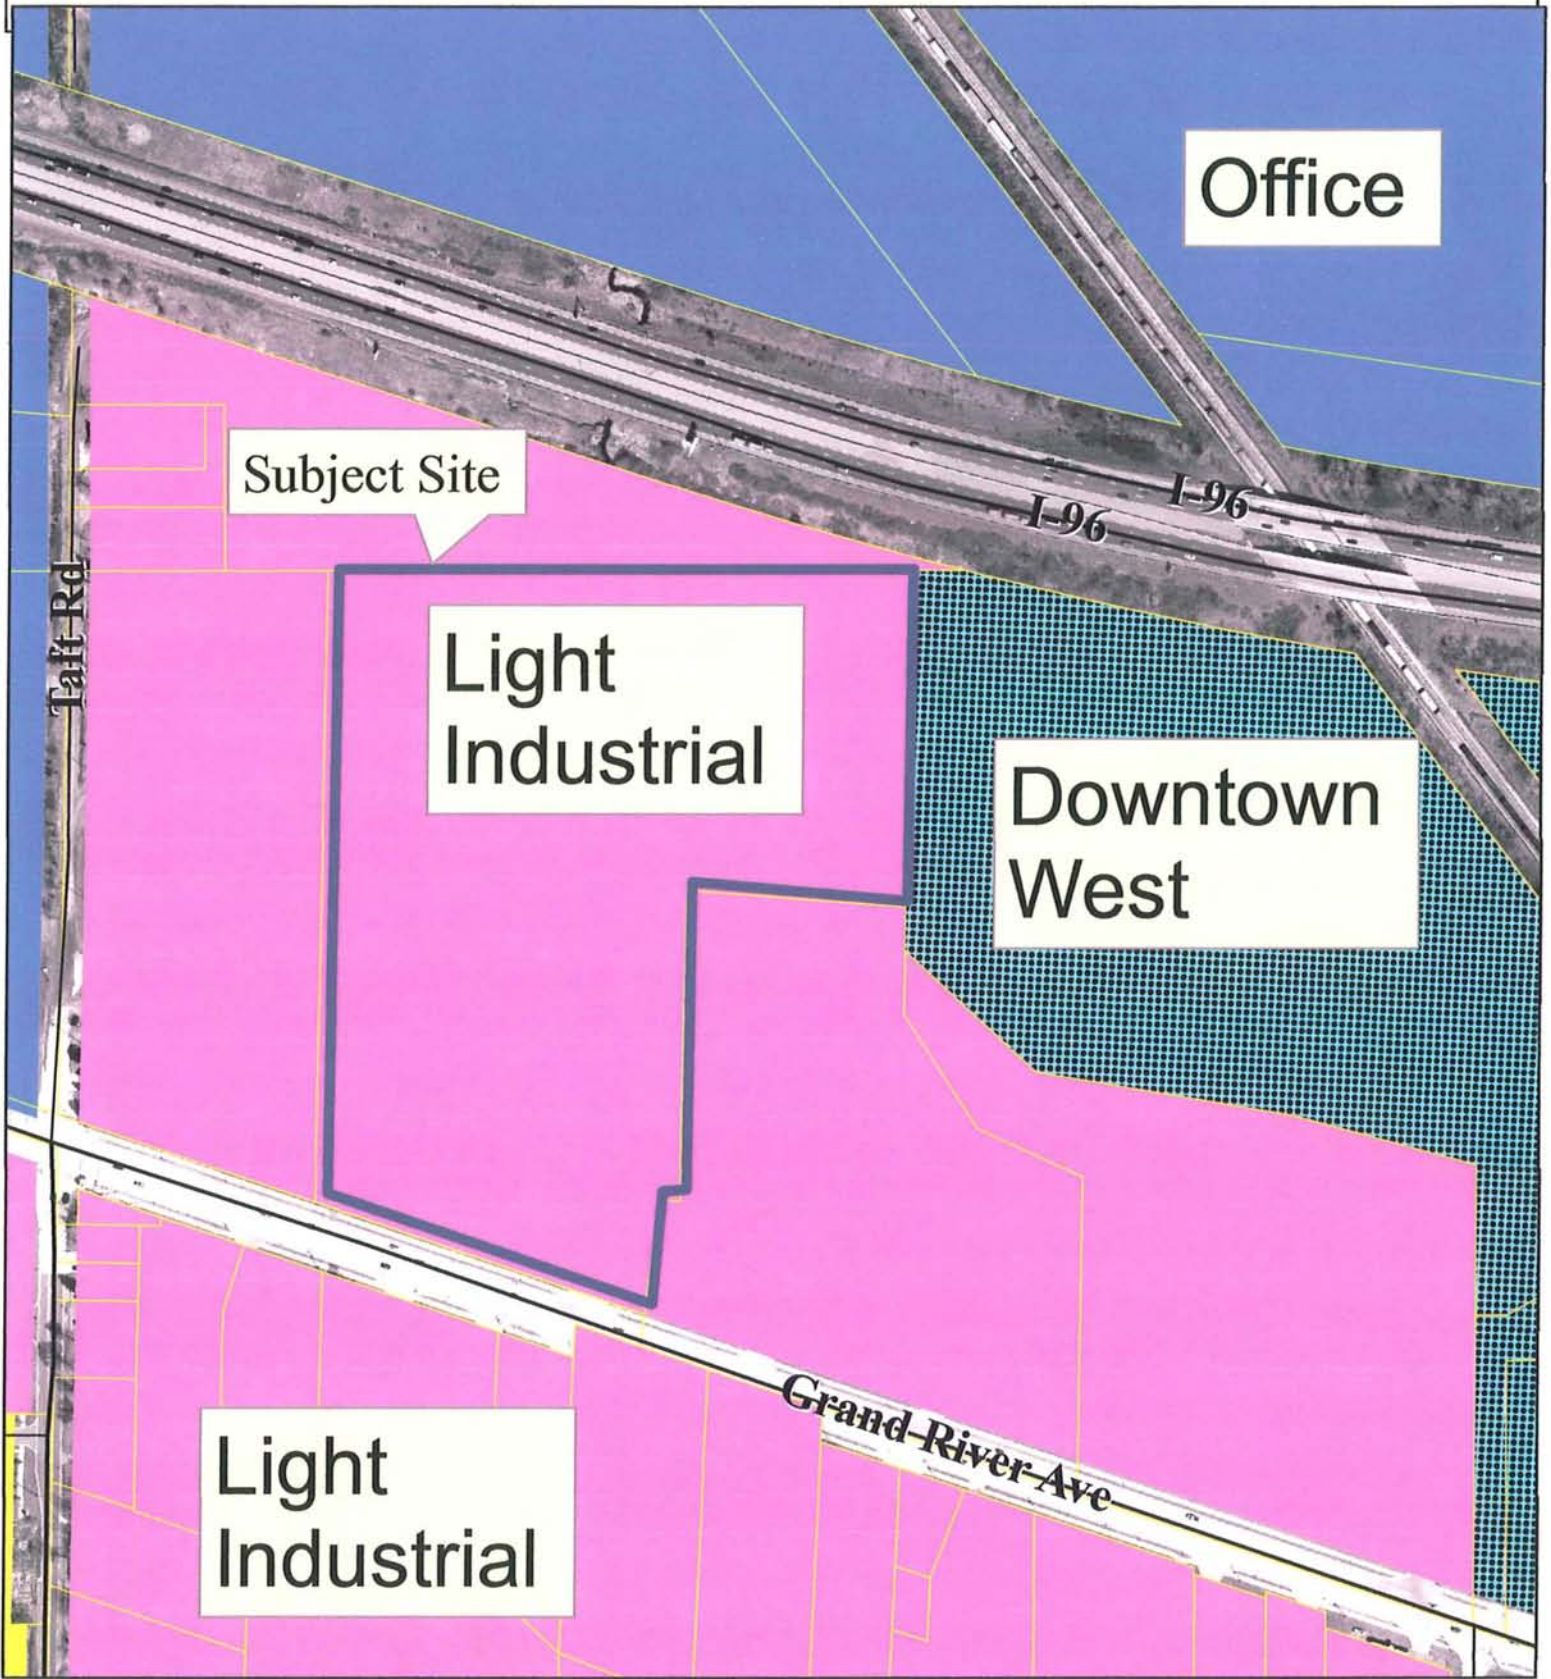 Office
Subject Site
I-96
I-96
Taft Rd
Light
Industrial
Downtown
West
Grand River Ave
Light
Industrial